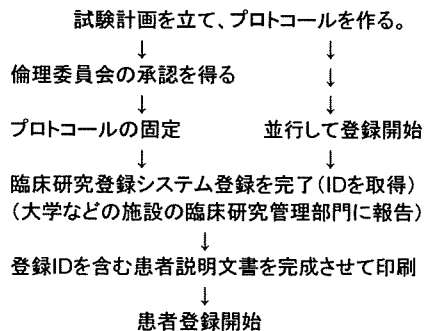 試験計画を立て、プロトコールを作る。
↓ ↓
倫理委員会の承認を得る ↓
↓ ↓
プロトコールの固定 並行して登録開始
↓ ↓
臨床研究登録システム登録を完了(IDを取得)
(大学などの施設の臨床研究管理部門に報告)
↓
登録IDを含む患者説明文書を完成させて印刷
↓
患者登録開始